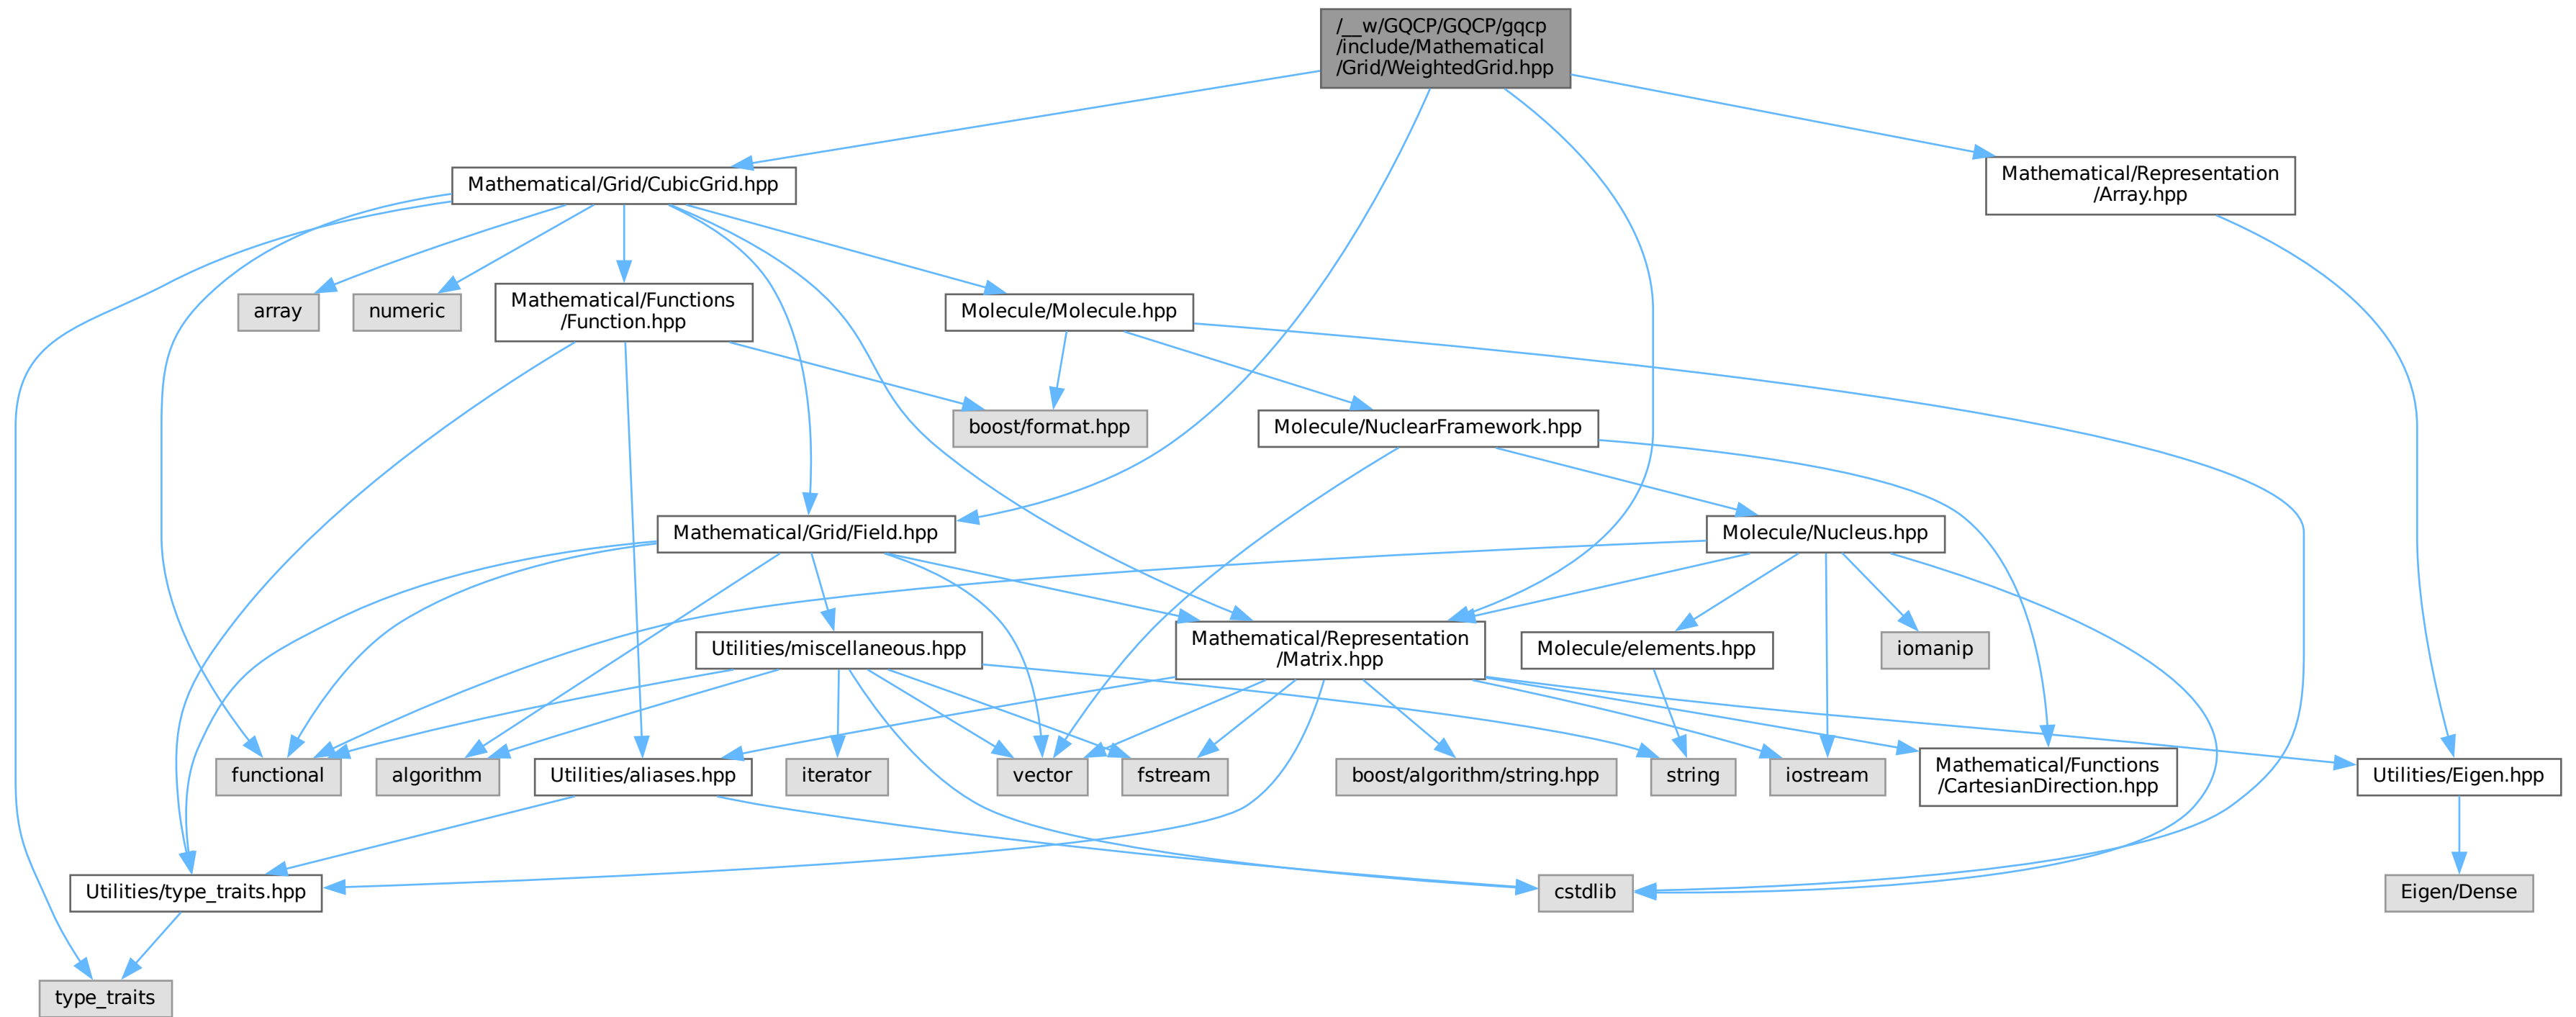 /__w/GQCP/GQCP/gqcp
/include/Mathematical
/Grid/WeightedGrid.hpp
Mathematical/Grid/CubicGrid.hpp
Mathematical/Representation
/Array.hpp
array
numeric
Mathematical/Functions
/Function.hpp
Molecule/Molecule.hpp
boost/format.hpp
Molecule/NuclearFramework.hpp
Mathematical/Grid/Field.hpp
Molecule/Nucleus.hpp
Utilities/miscellaneous.hpp
Mathematical/Representation
/Matrix.hpp
Molecule/elements.hpp
iomanip
functional
algorithm
Utilities/aliases.hpp
iterator
vector
fstream
boost/algorithm/string.hpp
string
iostream
Mathematical/Functions
/CartesianDirection.hpp
Utilities/Eigen.hpp
Utilities/type_traits.hpp
cstdlib
Eigen/Dense
type_traits